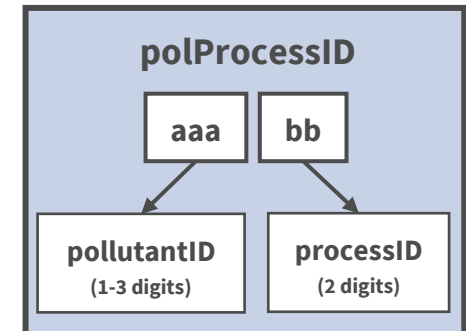 polProcessID
aaa bb
pollutantID processID
(1-3 digits) (2 digits)